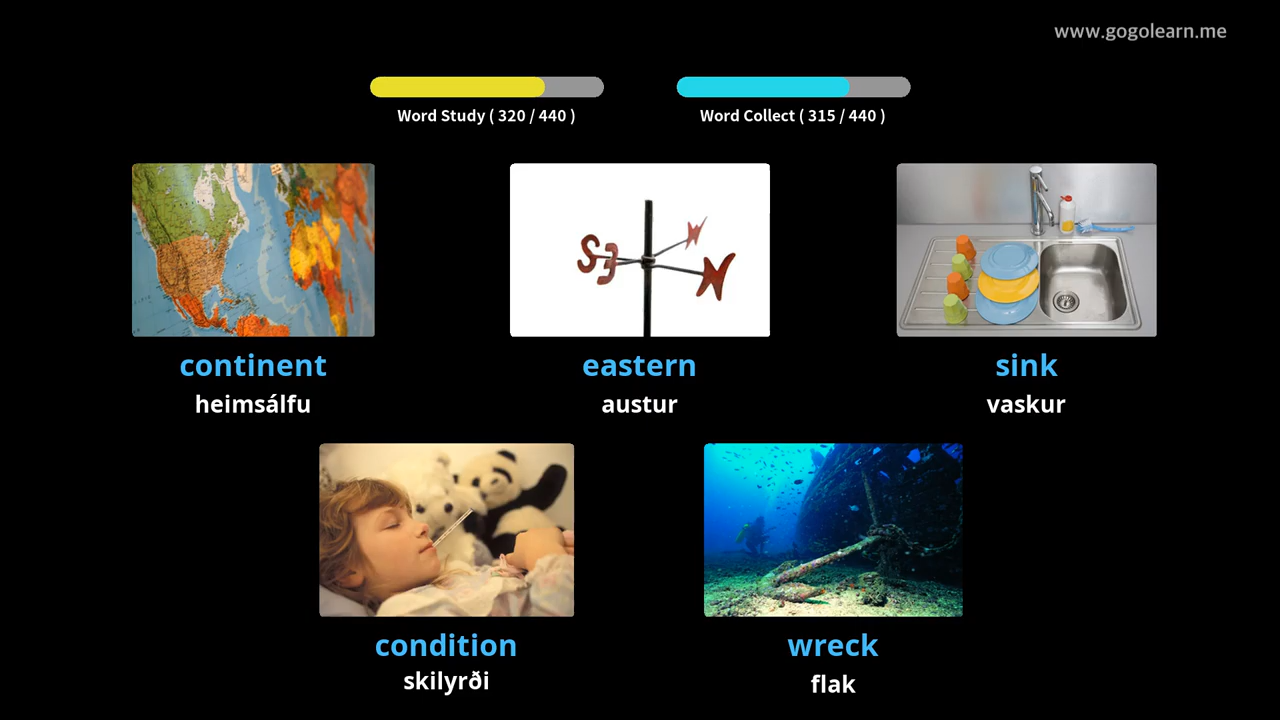 www.gogolearn.me
Word Study ( 320 / 440 )
Word Collect ( 315 / 440 )
continent
heimsálfu
eastern
austur
sink
vaskur
condition
skilyrði
wreck
flak